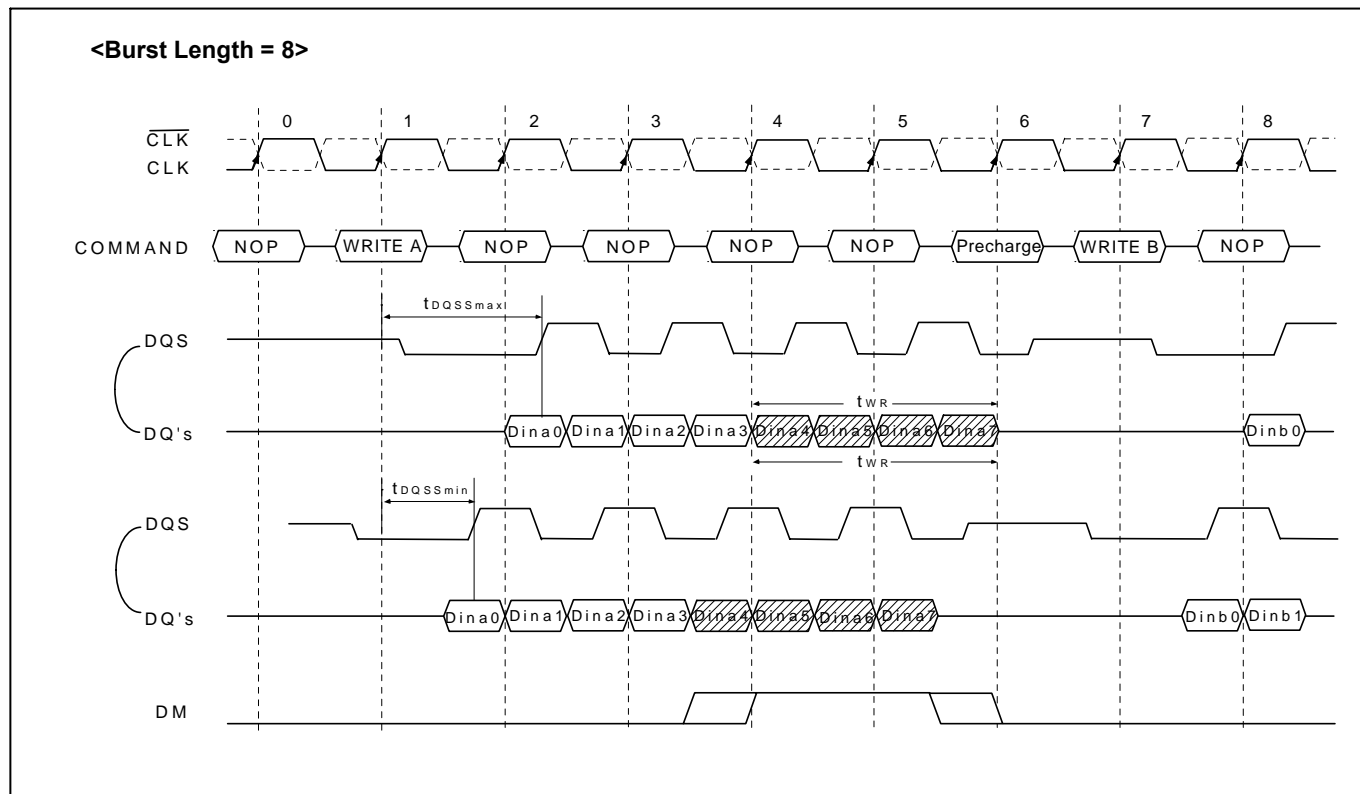 <Burst Length = 8>
0 1 2 3 4 5 6 7 8
CLK
CLK
COMMAND NOP WRITE A NOP NOP NOP NOP Precharge WRITE B NOP
tDQSSmax
DQS
tWR
DQ's Dina0 Dina1 Dina2 Dina3 Dina4 Dina5 Dina6 Dina7 Dinb0
tWR
tDQSSmin
DQS
DQ's Dina0 Dina1 Dina2 Dina3 Dina4 Dina5 Dina6 Dina7 Dinb0 Dinb1
DM